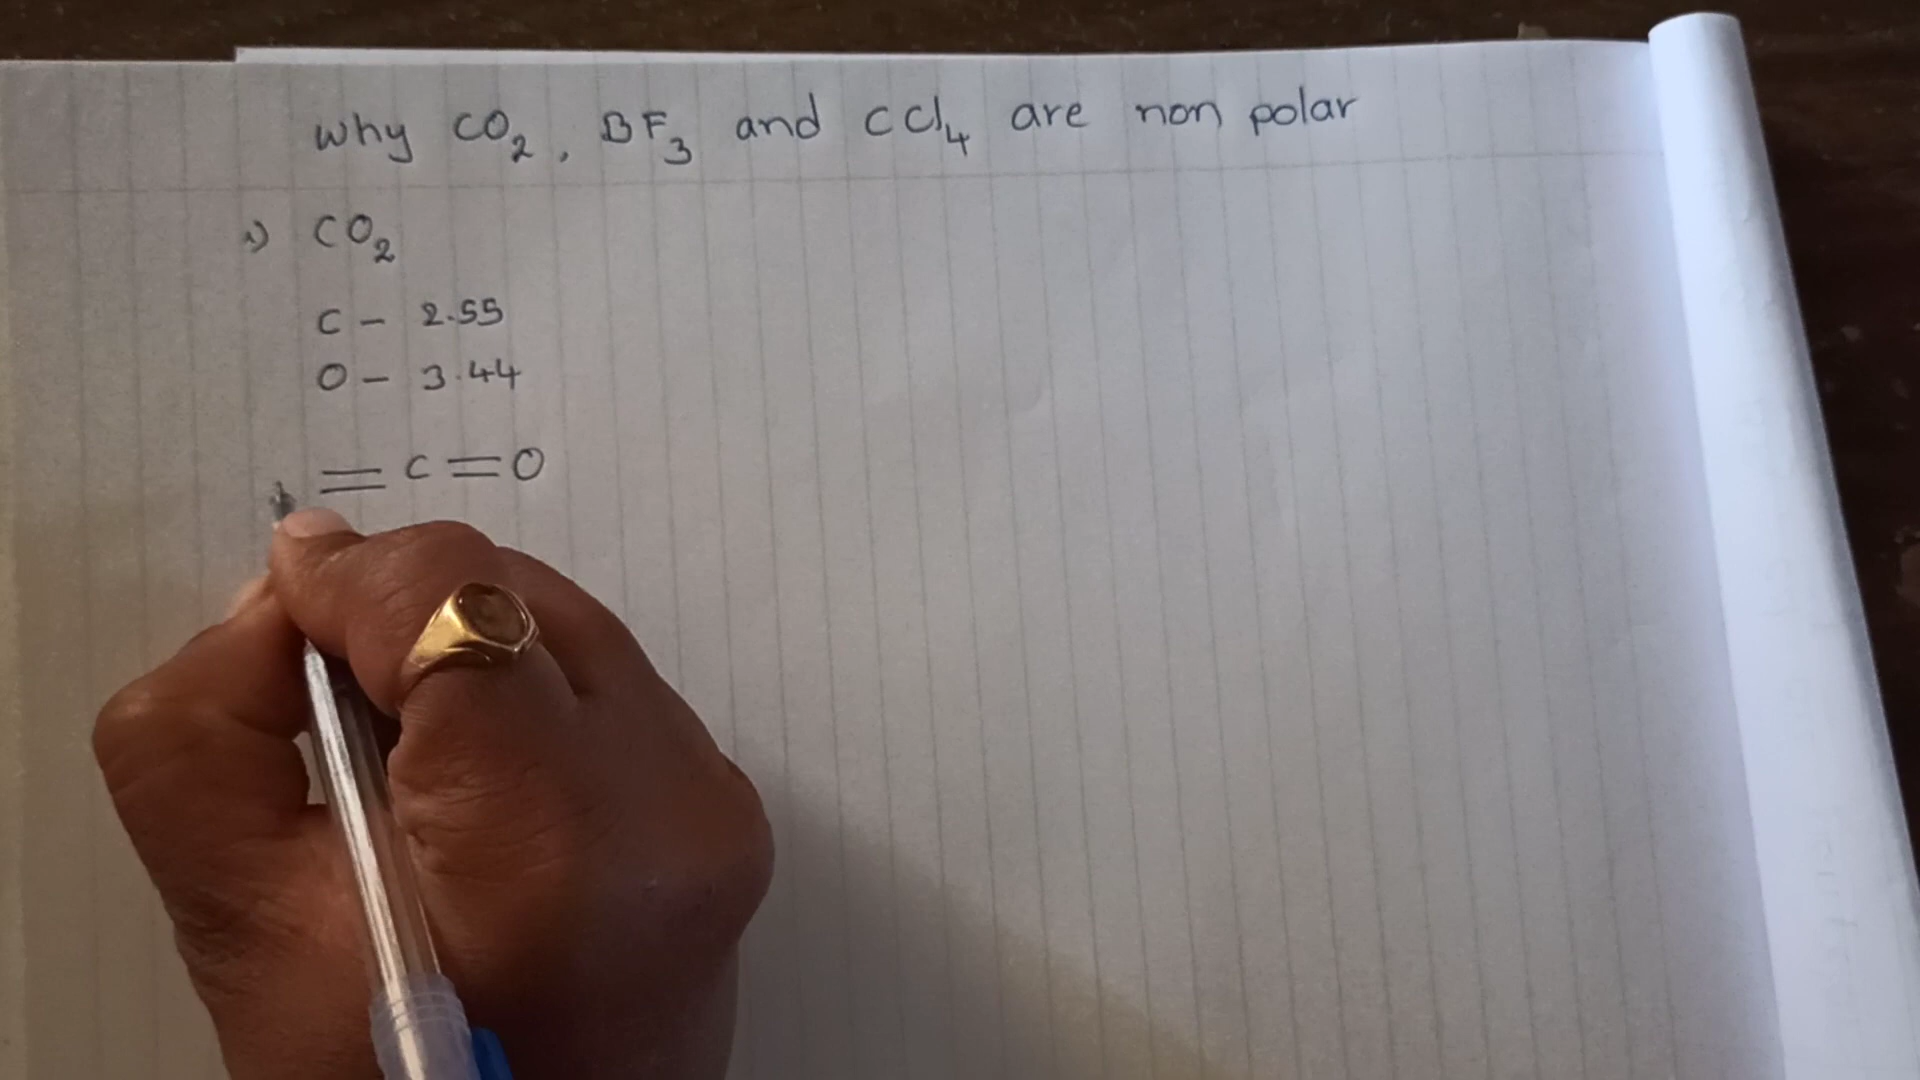 why CO₂, BF₃ and CCl₄ are non polar
1) CO₂
C - 2.55
O - 3.44
=C=O